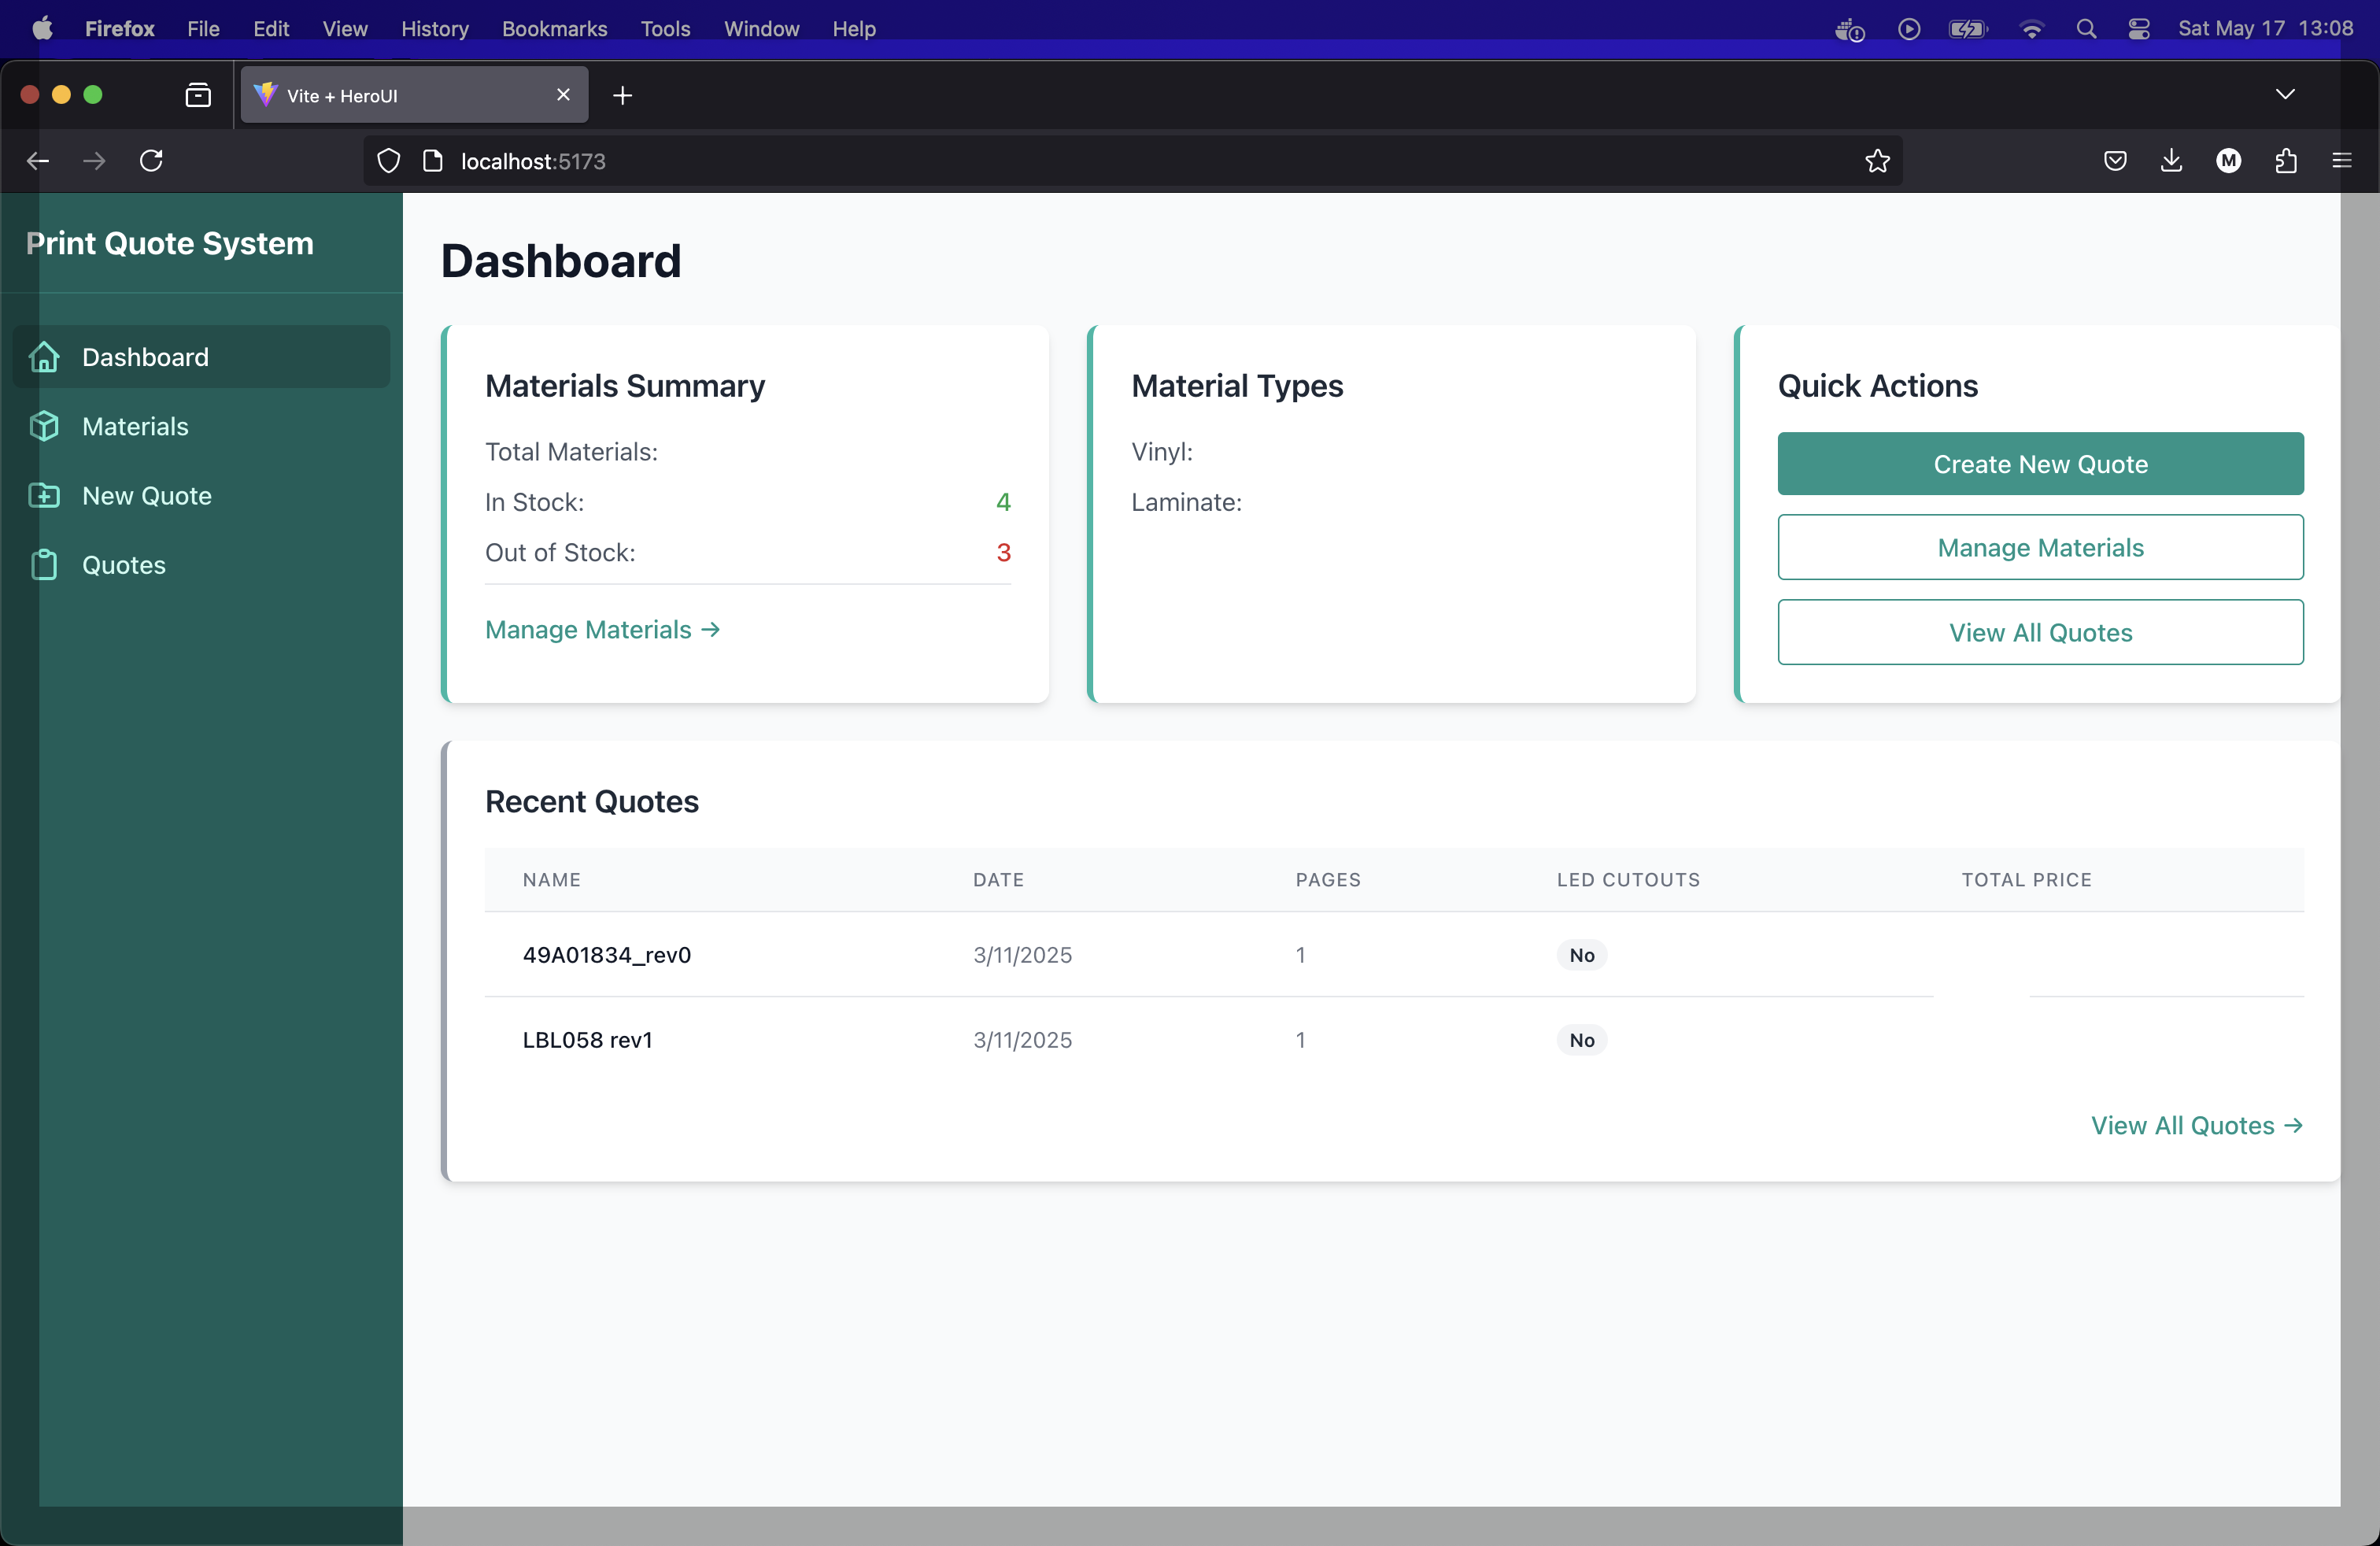 Firefox File Edit View History Bookmarks Tools Window Help Sat May 17 13:08
Vite + HeroUI
localhost:5173
M
Print Quote System
Dashboard
Materials
New Quote
Quotes
Dashboard
Materials Summary
Total Materials:
In Stock: 4
Out of Stock: 3
Manage Materials →
Material Types
Vinyl:
Laminate:
Quick Actions
Create New Quote
Manage Materials
View All Quotes
Recent Quotes
NAME DATE PAGES LED CUTOUTS TOTAL PRICE
49A01834_rev0 3/11/2025 1 No
LBL058 rev1 3/11/2025 1 No
View All Quotes →